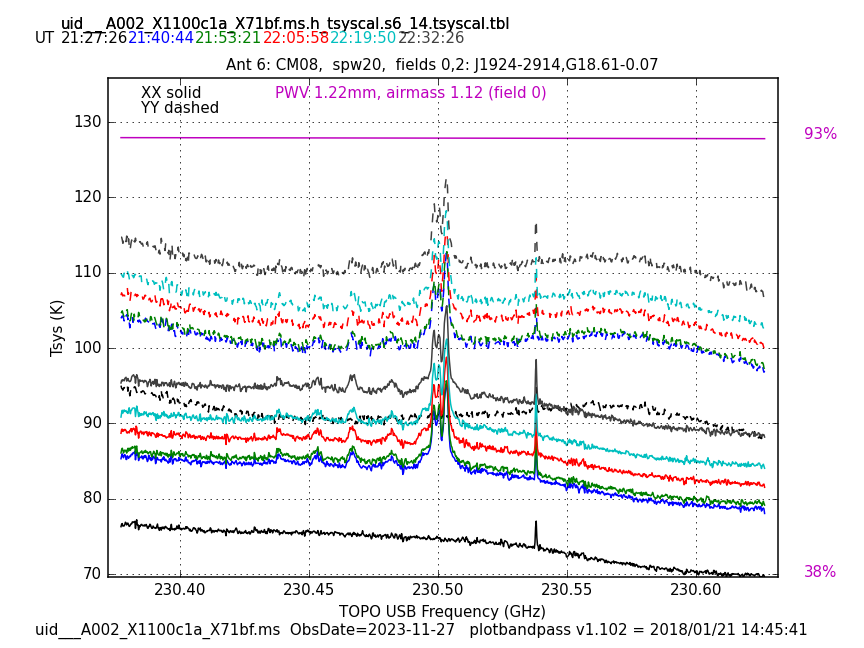 uid___A002_X1100c1a_X71bf.ms.h_tsyscal.s6_14.tsyscal.tbl
UT 21:27:26 21:40:44 21:53:21 22:05:58 22:19:50 22:32:26
Ant 6: CM08,  spw20,  fields 0,2: J1924-2914,G18.61-0.07
XX solid
YY dashed
PWV 1.22mm, airmass 1.12 (field 0)
93%
38%
130
120
110
100
90
80
70
Tsys (K)
230.40 230.45 230.50 230.55 230.60
TOPO USB Frequency (GHz)
uid___A002_X1100c1a_X71bf.ms  ObsDate=2023-11-27   plotbandpass v1.102 = 2018/01/21 14:45:41